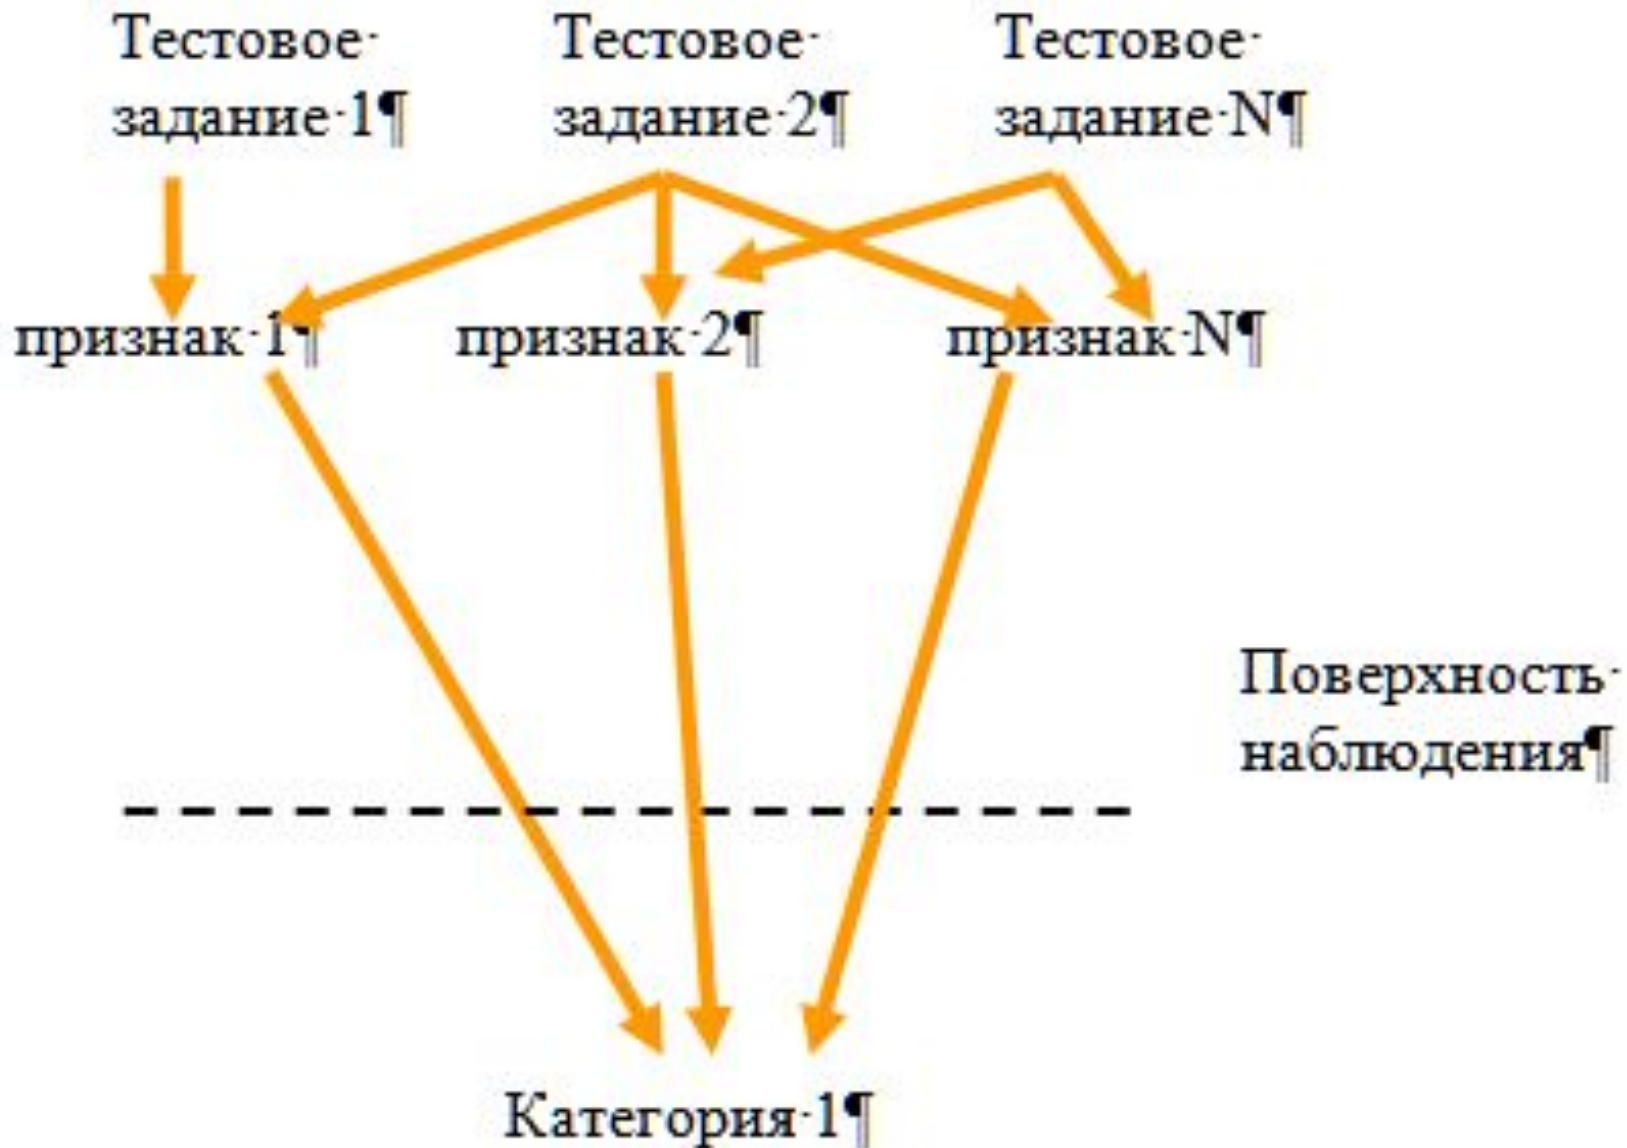 Тестовое·
задание·1¶
Тестовое·
задание·2¶
Тестовое·
задание·N¶
признак·1¶
признак·2¶
признак·N¶
Поверхность·
наблюдения¶
Категория·1¶